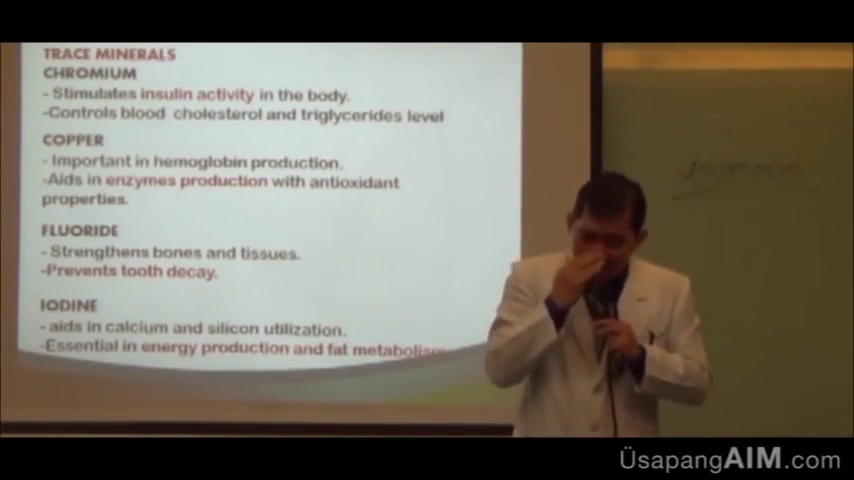 TRACE MINERALS
CHROMIUM
- Stimulates insulin activity in the body.
-Controls blood cholesterol and triglycerides level
COPPER
- Important in hemoglobin production.
-Aids in enzymes production with antioxidant
properties.
FLUORIDE
- Strengthens bones and tissues.
-Prevents tooth decay.
IODINE
- aids in calcium and silicon utilization.
-Essential in energy production and fat metabolism
ÜsapangAIM.com